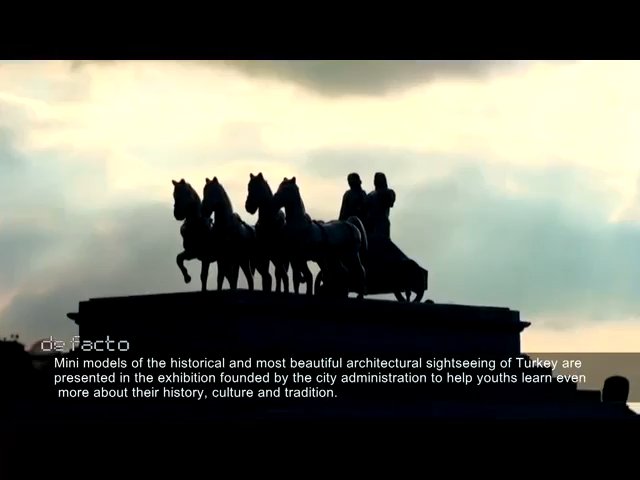 de facto
Mini models of the historical and most beautiful architectural sightseeing of Turkey are
presented in the exhibition founded by the city administration to help youths learn even
more about their history, culture and tradition.